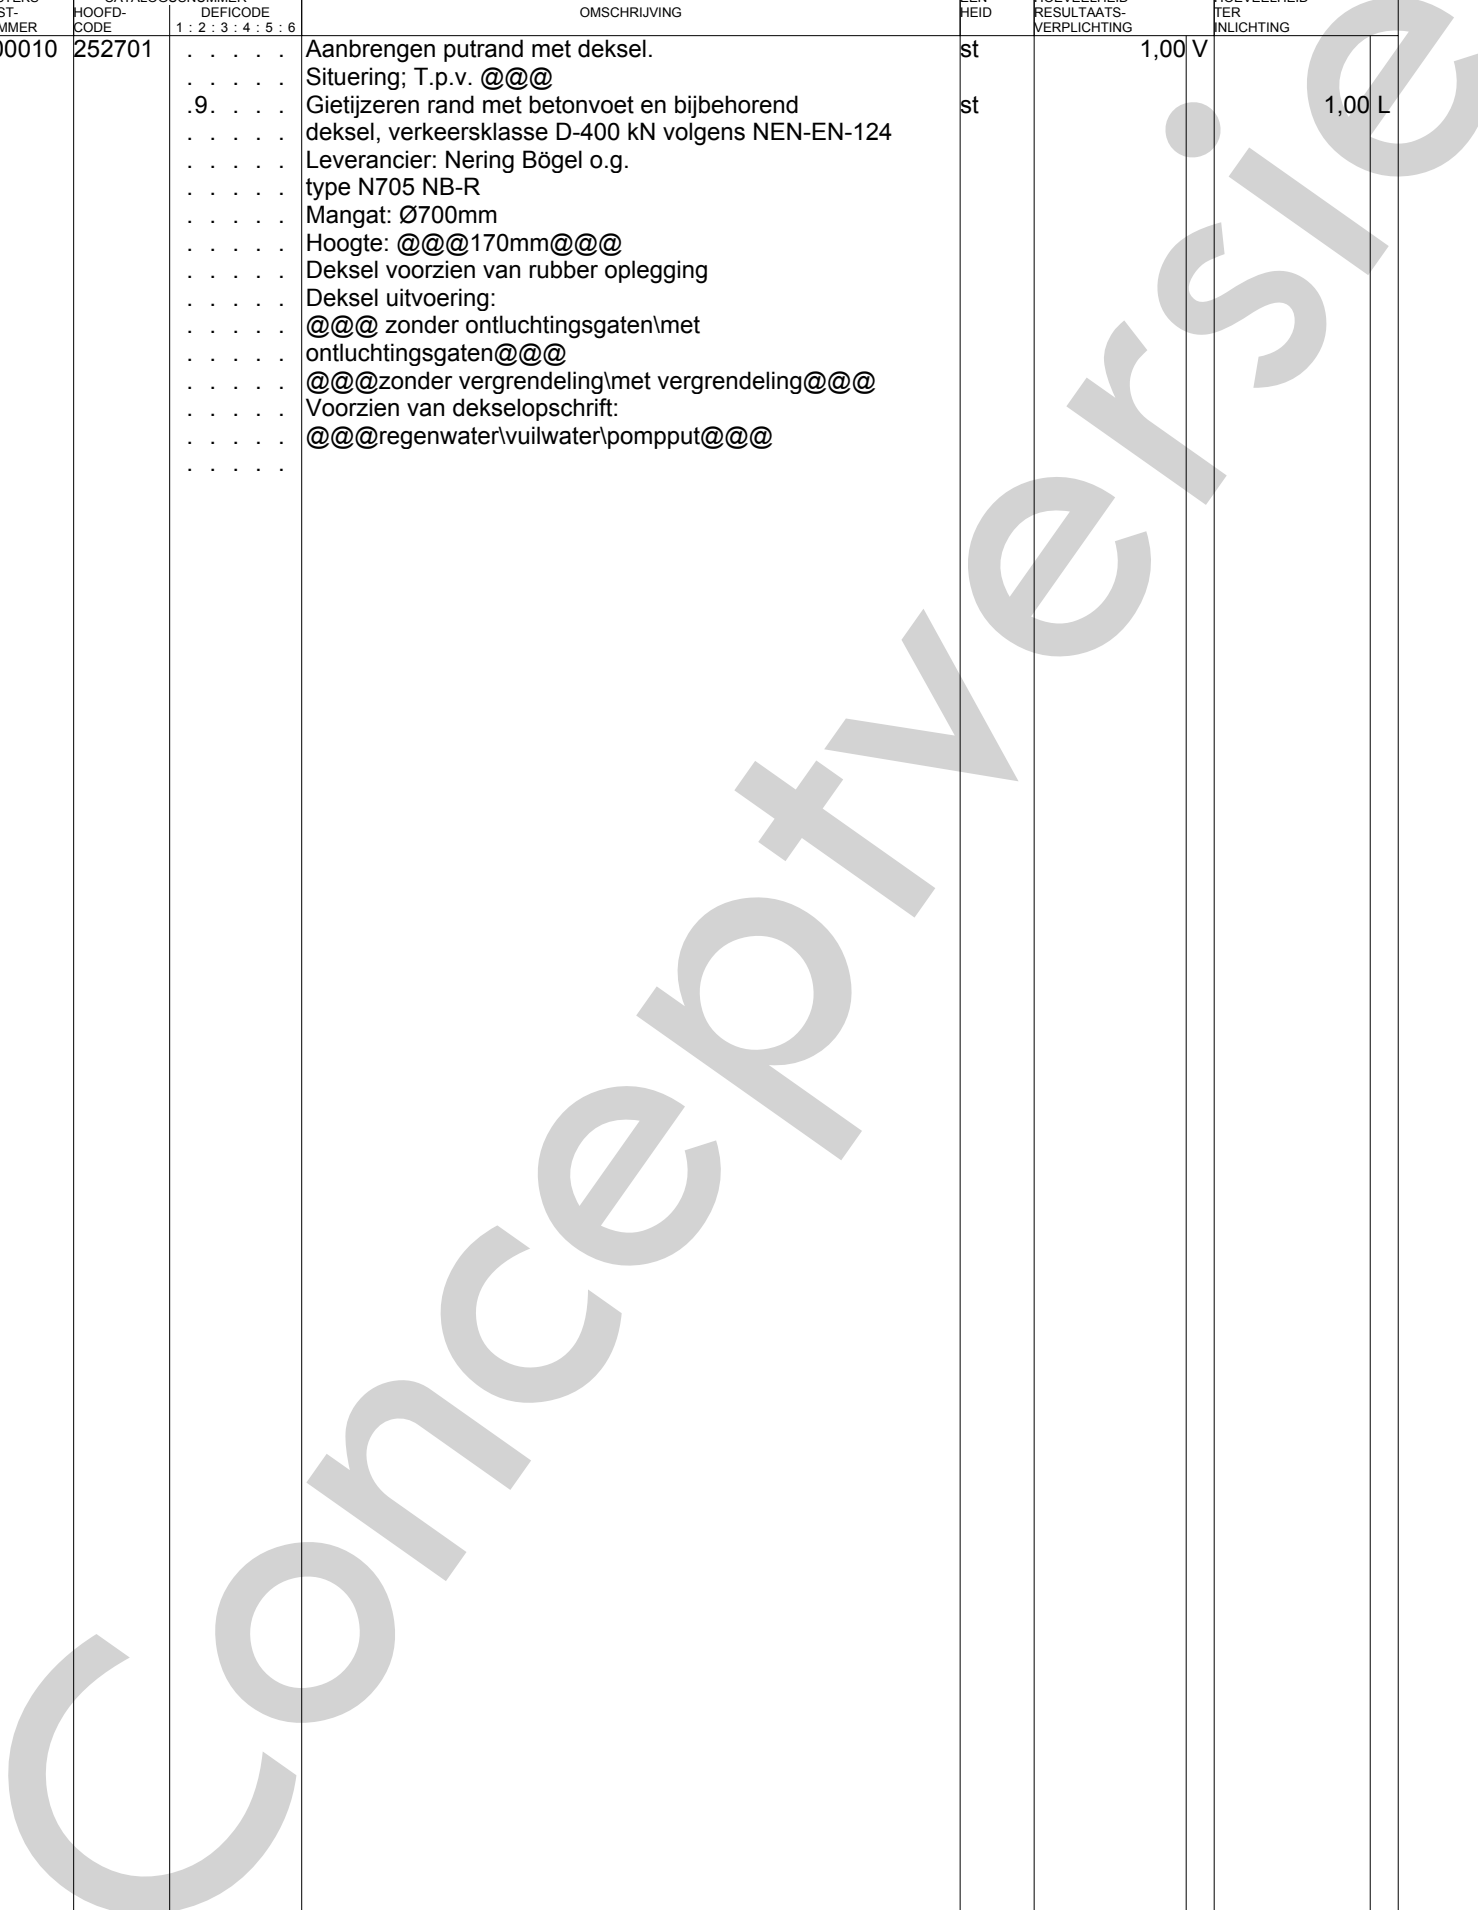 HOOFD-
CODE
DEFICODE
1 : 2 : 3 : 4 : 5 : 6
OMSCHRIJVING
HEID
RESULTAATS-
VERPLICHTING
TER
INLICHTING
252701 . . . . . Aanbrengen putrand met deksel. st 1,00 V
. . . . . Situering; T.p.v. @@@
.9. . . . Gietijzeren rand met betonvoet en bijbehorend st 1,00 L
. . . . . deksel, verkeersklasse D-400 kN volgens NEN-EN-124
. . . . . Leverancier: Nering Bögel o.g.
. . . . . type N705 NB-R
. . . . . Mangat: Ø700mm
. . . . . Hoogte: @@@170mm@@@
. . . . . Deksel voorzien van rubber oplegging
. . . . . Deksel uitvoering:
. . . . . @@@ zonder ontluchtingsgaten\met
. . . . . ontluchtingsgaten@@@
. . . . . @@@zonder vergrendeling\met vergrendeling@@@
. . . . . Voorzien van dekselopschrift:
. . . . . @@@regenwater\vuilwater\pompput@@@
. . . . .
Conceptversie